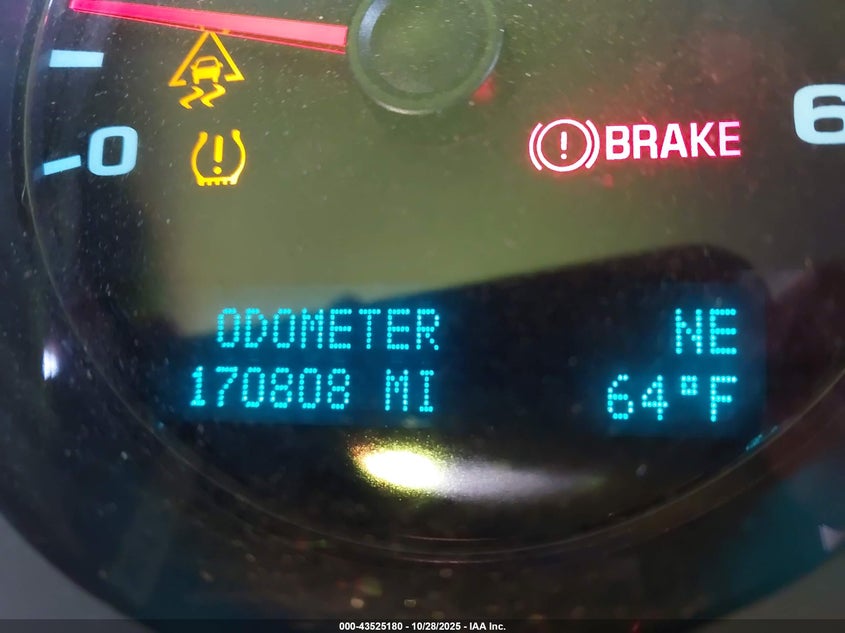 0
6
BRAKE
ODOMETER NE
170808 MI 64°F
000-43525180 - 10/28/2025 - IAA Inc.